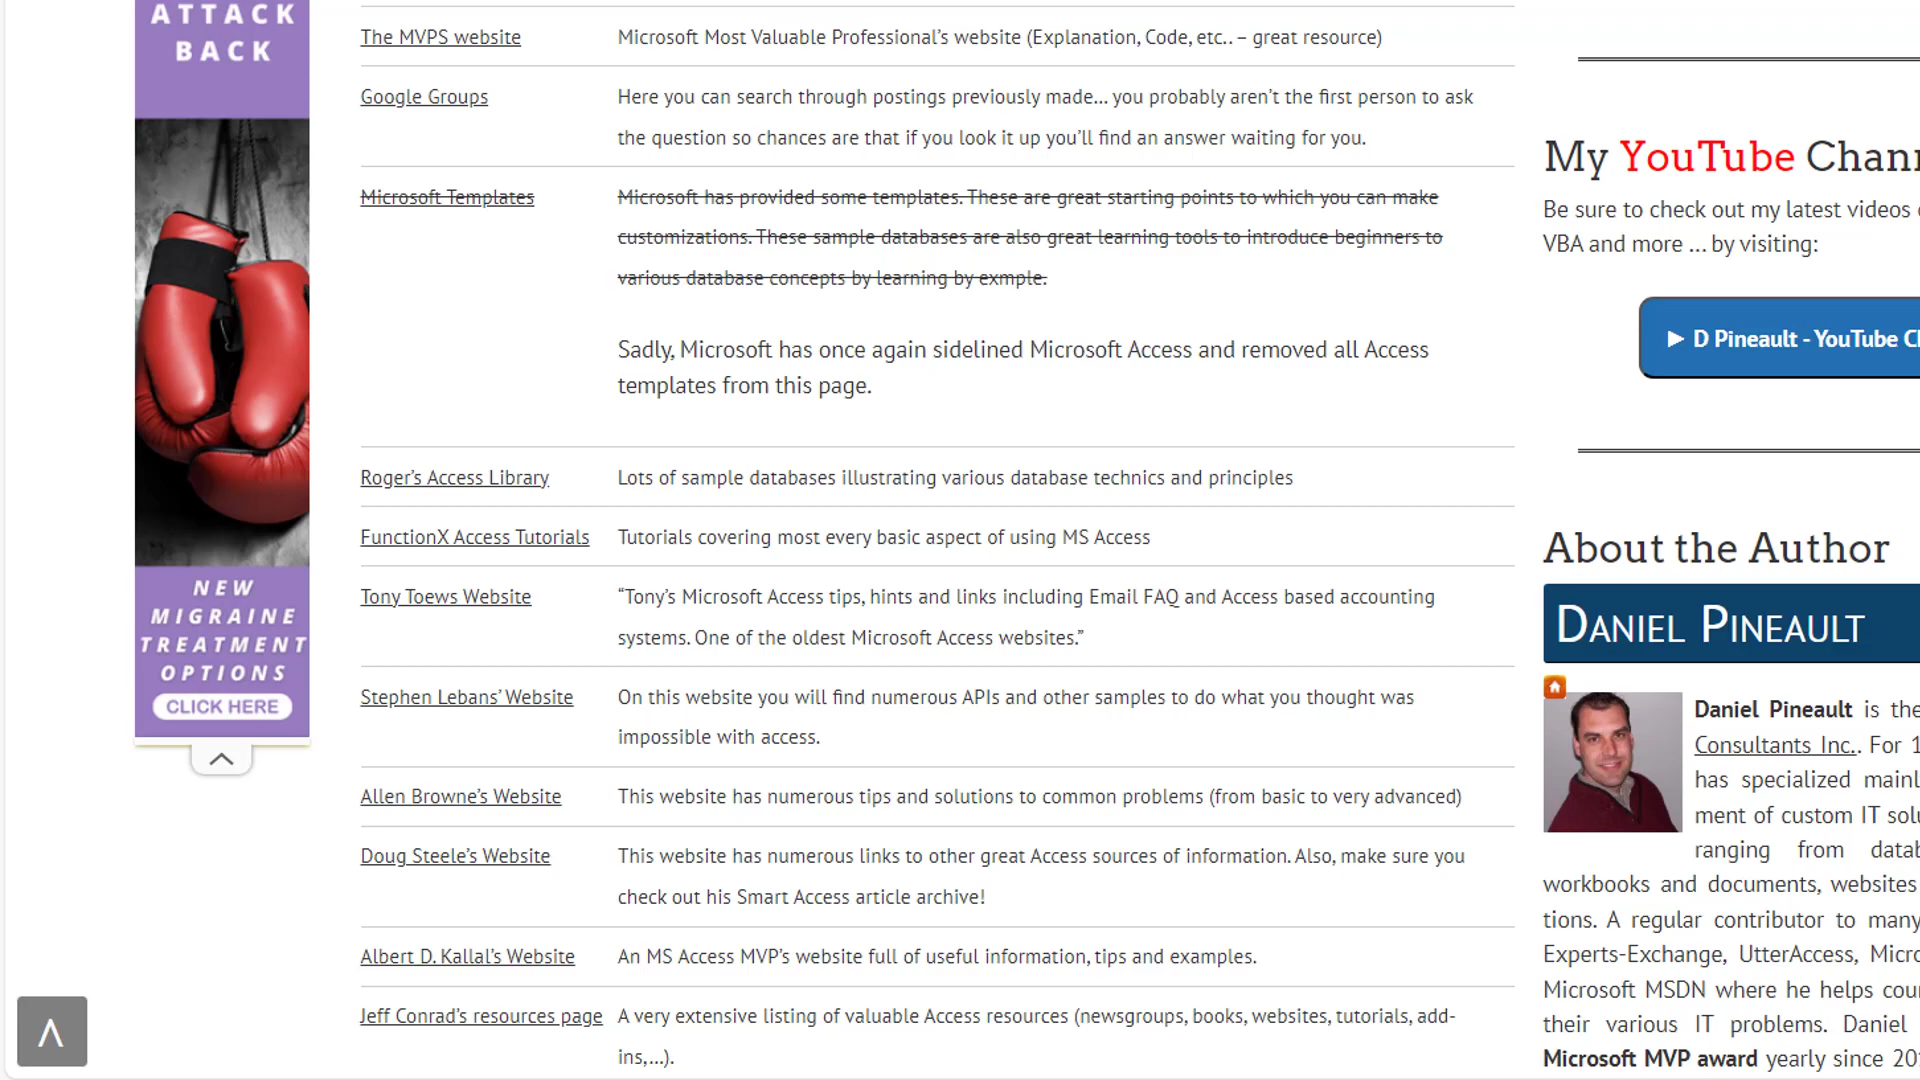 ATTACK
BACK
NEW
MIGRAINE
TREATMENT
OPTIONS
CLICK HERE
The MVPS website Microsoft Most Valuable Professional’s website (Explanation, Code, etc.. – great resource)
Google Groups Here you can search through postings previously made... you probably aren’t the first person to ask
the question so chances are that if you look it up you’ll find an answer waiting for you.
Microsoft Templates Microsoft has provided some templates. These are great starting points to which you can make
customizations. These sample databases are also great learning tools to introduce beginners to
various database concepts by learning by exmple.
Sadly, Microsoft has once again sidelined Microsoft Access and removed all Access
templates from this page.
Roger’s Access Library Lots of sample databases illustrating various database technics and principles
FunctionX Access Tutorials Tutorials covering most every basic aspect of using MS Access
Tony Toews Website “Tony’s Microsoft Access tips, hints and links including Email FAQ and Access based accounting
systems. One of the oldest Microsoft Access websites.”
Stephen Lebans’ Website On this website you will find numerous APIs and other samples to do what you thought was
impossible with access.
Allen Browne’s Website This website has numerous tips and solutions to common problems (from basic to very advanced)
Doug Steele’s Website This website has numerous links to other great Access sources of information. Also, make sure you
check out his Smart Access article archive!
Albert D. Kallal’s Website An MS Access MVP’s website full of useful information, tips and examples.
Jeff Conrad’s resources page A very extensive listing of valuable Access resources (newsgroups, books, websites, tutorials, add-
ins,...).
My YouTube Chann
Be sure to check out my latest videos
VBA and more ... by visiting:
D Pineault - YouTube C
About the Author
Daniel Pineault
Daniel Pineault is the
Consultants Inc.. For 1
has specialized mainl
ment of custom IT solu
ranging from datab
workbooks and documents, websites
tions. A regular contributor to many
Experts-Exchange, UtterAccess, Micro
Microsoft MSDN where he helps coun
their various IT problems. Daniel
Microsoft MVP award yearly since 20